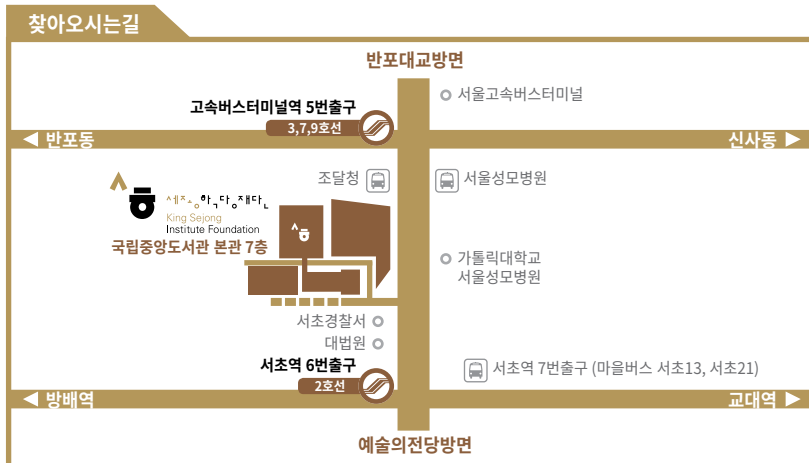 찾아오시는길
반포대교방면
서울고속버스터미널
고속버스터미널역 5번출구
3,7,9호선
반포동
신사동
조달청
서울성모병원
세종학당재단
King Sejong
Institute Foundation
국립중앙도서관 본관 7층
가톨릭대학교
서울성모병원
서초경찰서
대법원
서초역 6번출구
2호선
서초역 7번출구 (마을버스 서초13, 서초21)
방배역
교대역
예술의전당방면